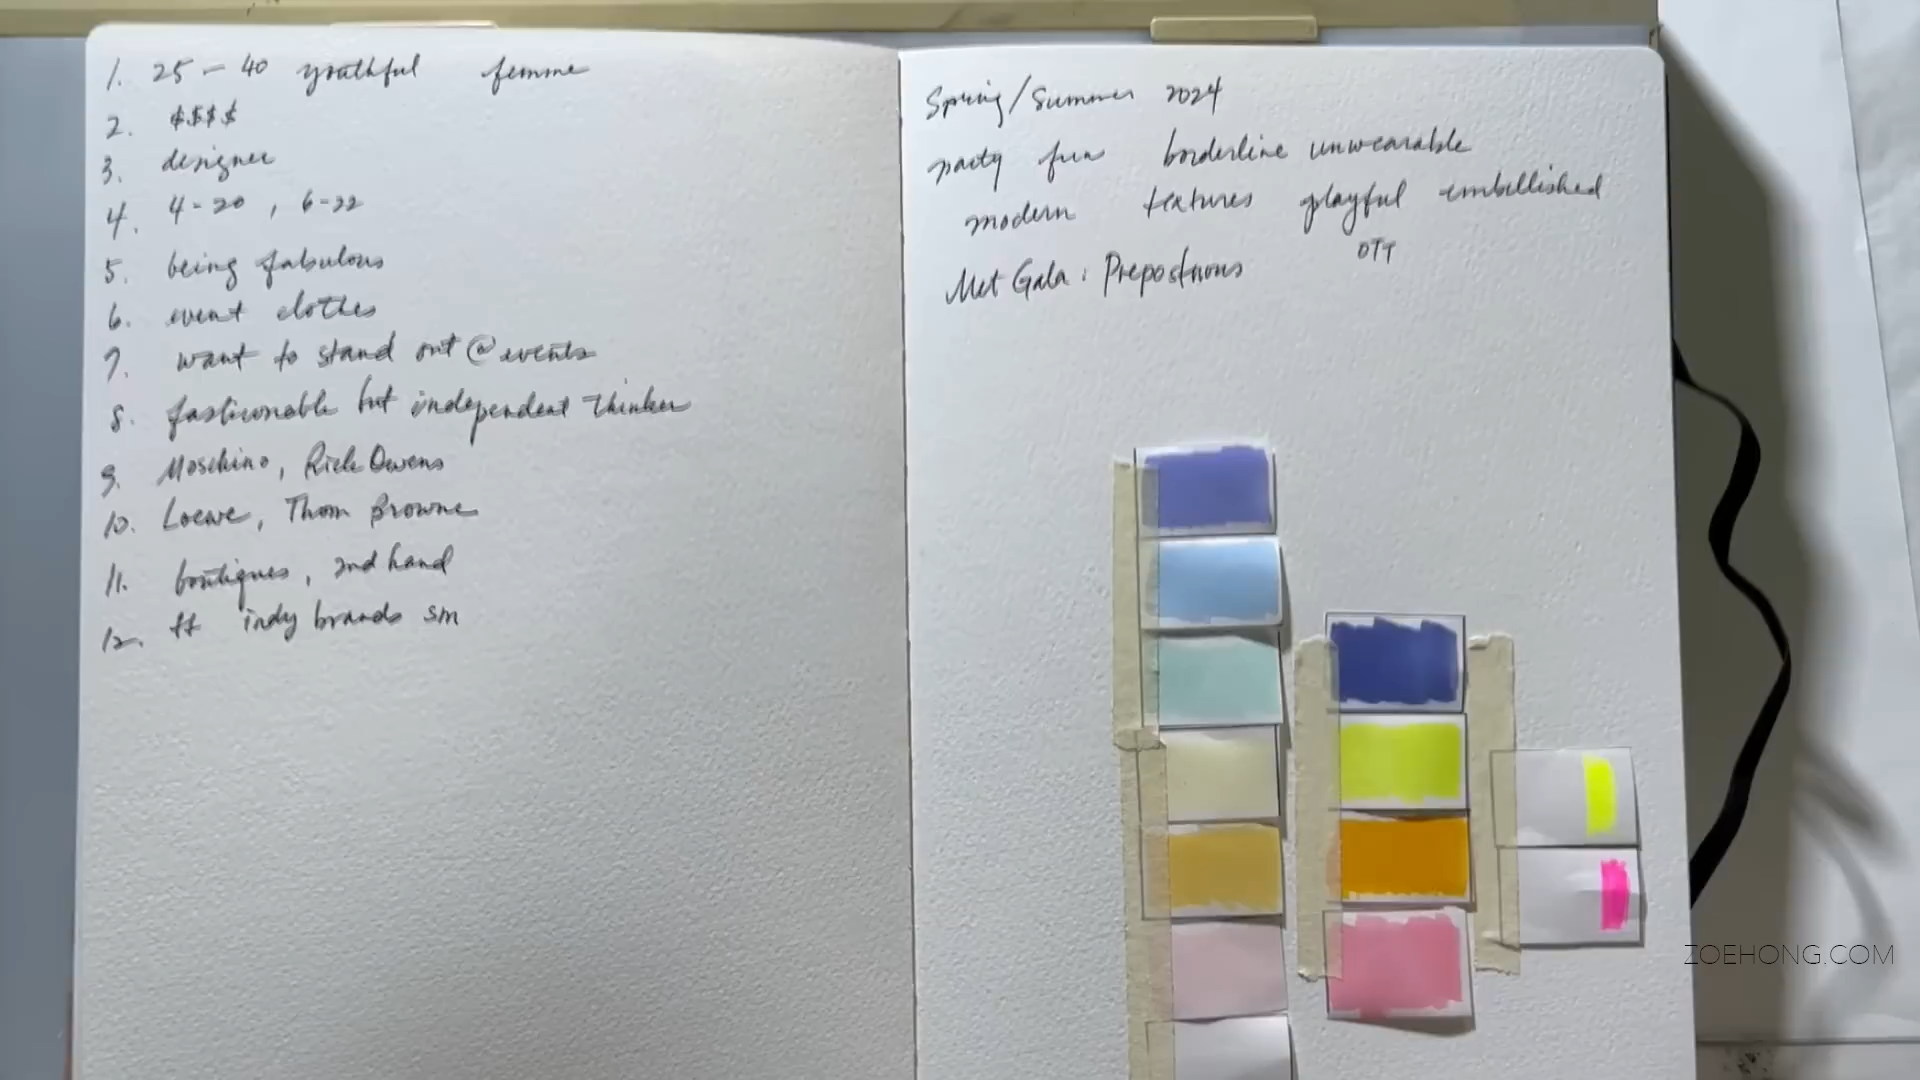 1. 25 - 40 youthful femme
2. $$$$
3. designer
4. 4-20, 6-22
5. being fabulous
6. event clothes
7. want to stand out @ events
8. fashionable but independent thinker
9. Moschino, Rick Owens
10. Loewe, Thom Browne
11. boutiques, 2nd hand
12. indy brands sm
Spring/Summer 2024
party fun borderline unwearable
modern textures playful embellished
OTT
Met Gala: Preposterous
ZOEHONG.COM